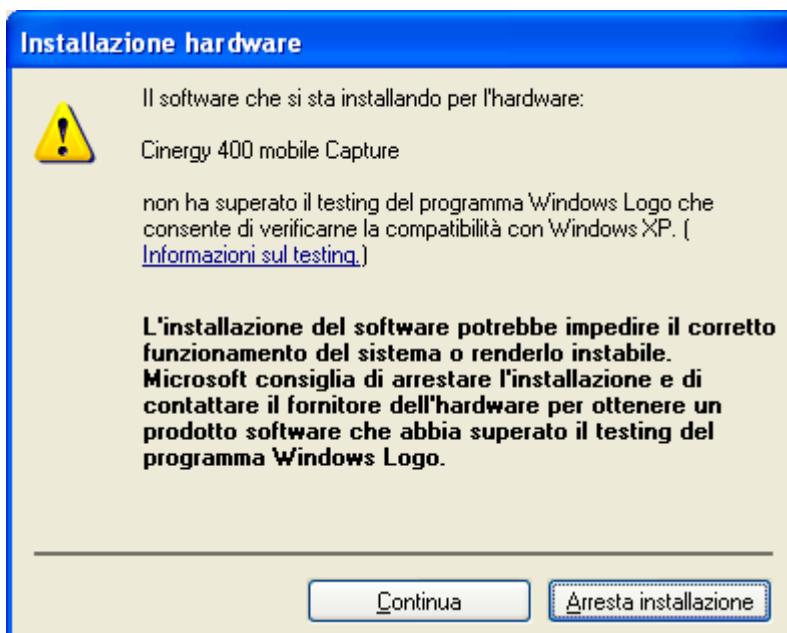 Installazione hardware
Il software che si sta installando per l'hardware:
Cinergy 400 mobile Capture
non ha superato il testing del programma Windows Logo che
consente di verificarne la compatibilità con Windows XP. (
Informazioni sul testing.)
L'installazione del software potrebbe impedire il corretto
funzionamento del sistema o renderlo instabile.
Microsoft consiglia di arrestare l'installazione e di
contattare il fornitore dell'hardware per ottenere un
prodotto software che abbia superato il testing del
programma Windows Logo.
Continua Arresta installazione